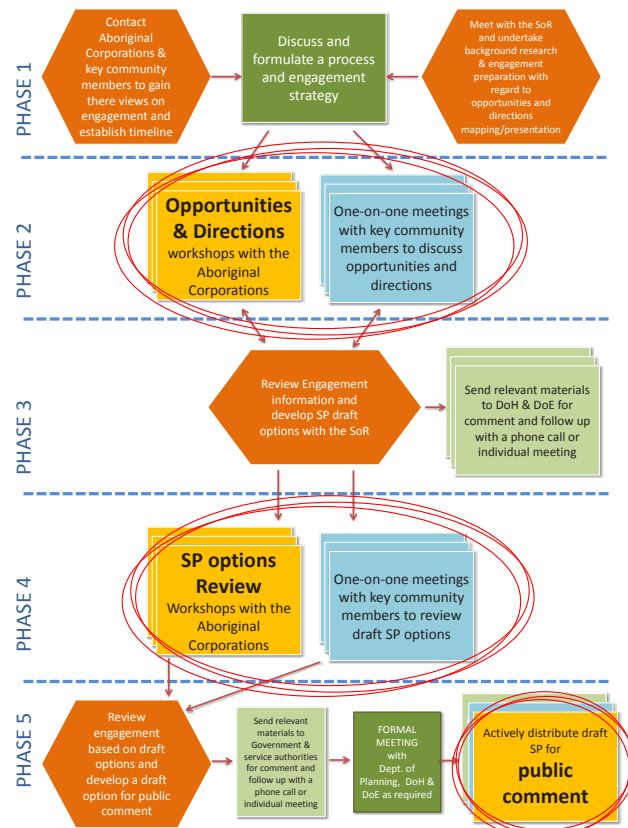 PHASE 1
Contact
Aboriginal
Corporations &
key community
members to gain
there views on
engagement and
establish timeline
Discuss and
formulate a process
and engagement
strategy
Meet with the SoR
and undertake
background research
& engagement
preparation with
regard to
opportunities and
directions
mapping/presentation
PHASE 2
Opportunities
& Directions
workshops with the
Aboriginal
Corporations
One-on-one meetings
with key community
members to discuss
opportunities and
directions
PHASE 3
Review Engagement
information and
develop SP draft
options with the SoR
Send relevant materials
to DoH & DoE for
comment and follow up
with a phone call or
individual meeting
PHASE 4
SP options
Review
Workshops with the
Aboriginal
Corporations
One-on-one meetings
with key community
members to review
draft SP options
PHASE 5
Review
engagement
based on draft
options and
develop a draft
option for public
comment
Send relevant
materials to
Government &
service authorities
for comment and
follow up with a
phone call or
individual meeting
FORMAL
MEETING
with
Dept. of
Planning, DoH &
DoE as required
Actively distribute draft
SP for
public
comment